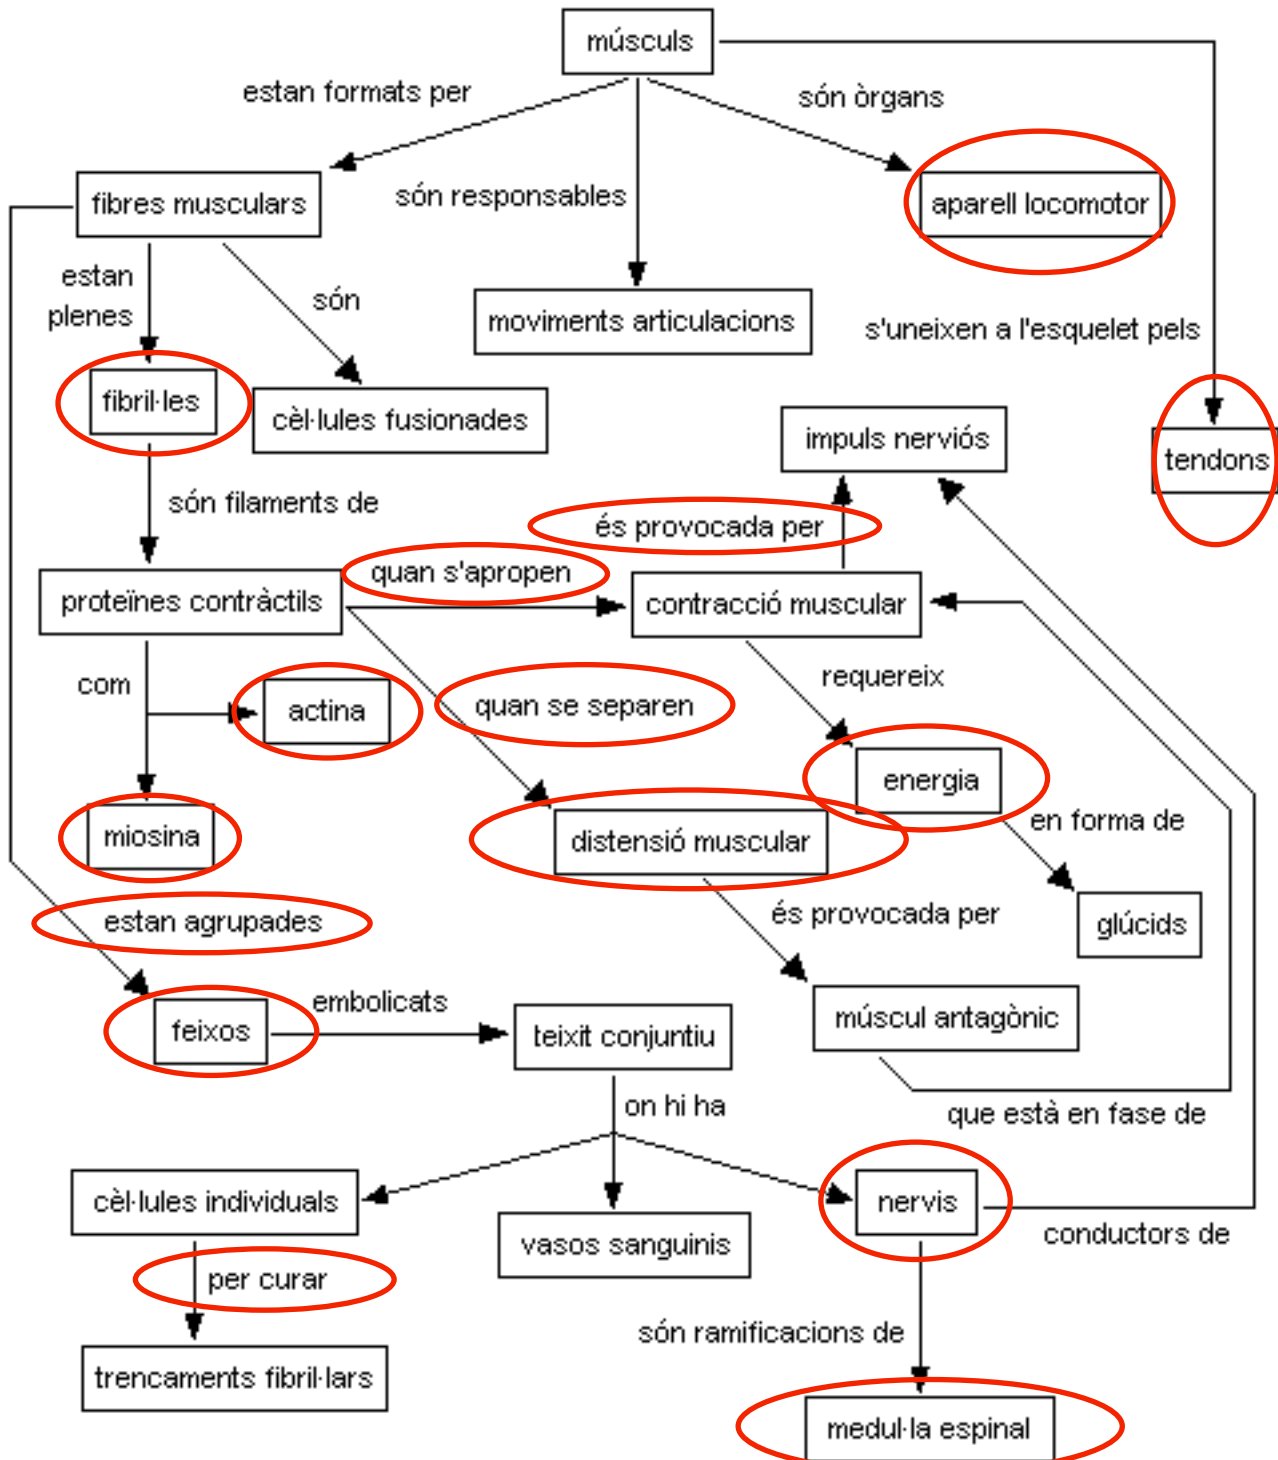 músculs
estan formats per
són òrgans
fibres musculars
són responsables
aparell locomotor
estan
plenes
són
moviments articulacions
s'uneixen a l'esquelet pels
fibril·les
cèl·lules fusionades
impuls nerviós
tendons
són filaments de
és provocada per
quan s'apropen
proteïnes contràctils
contracció muscular
com
requereix
actina
quan se separen
energia
miosina
distensió muscular
en forma de
estan agrupades
és provocada per
glúcids
feixos
embolicats
teixit conjuntiu
múscul antagònic
on hi ha
que està en fase de
cèl·lules individuals
vasos sanguinis
nervis
conductors de
per curar
són ramificacions de
trencaments fibril·lars
medul·la espinal